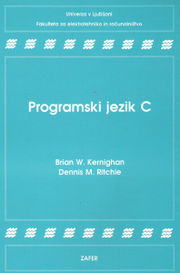 Univerza v Ljubljani
Fakulteta za elektrotehniko in računalništvo
Programski jezik C
Brian W. Kernighan
Dennis M. Ritchie
ZAFER